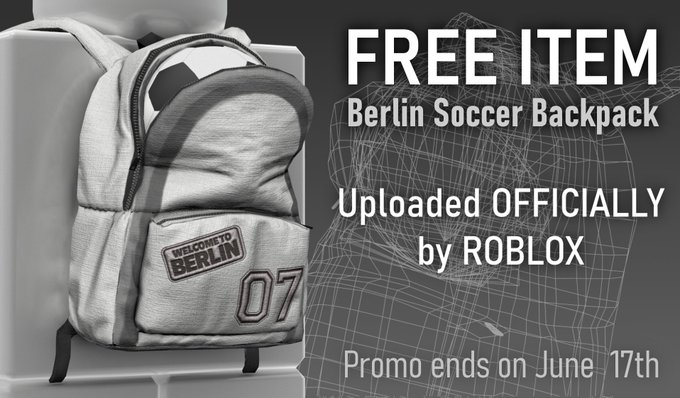 FREE ITEM
Berlin Soccer Backpack
Uploaded OFFICIALLY
by ROBLOX
WELCOME TO
BERLIN
07
Promo ends on June 17th